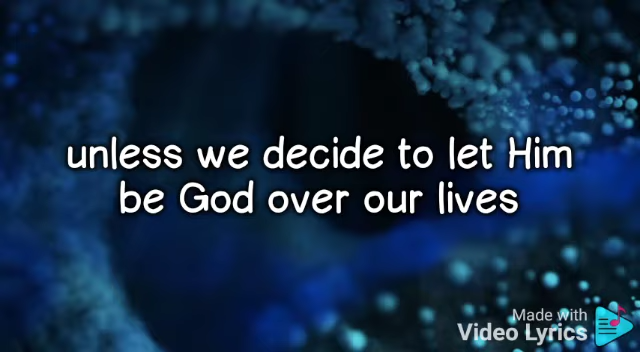 unless we decide to let Him
be God over our lives
Made with
Video Lyrics